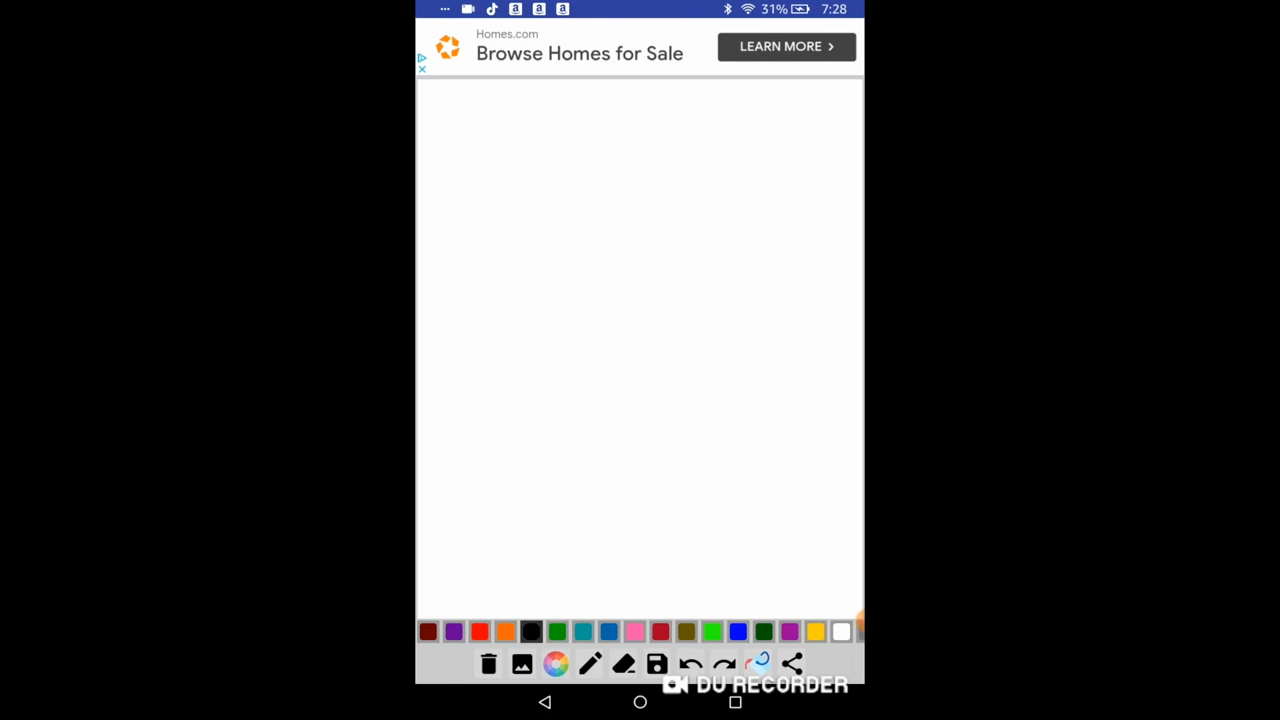 31% 7:28
Homes.com
Browse Homes for Sale
LEARN MORE >
DU RECORDER